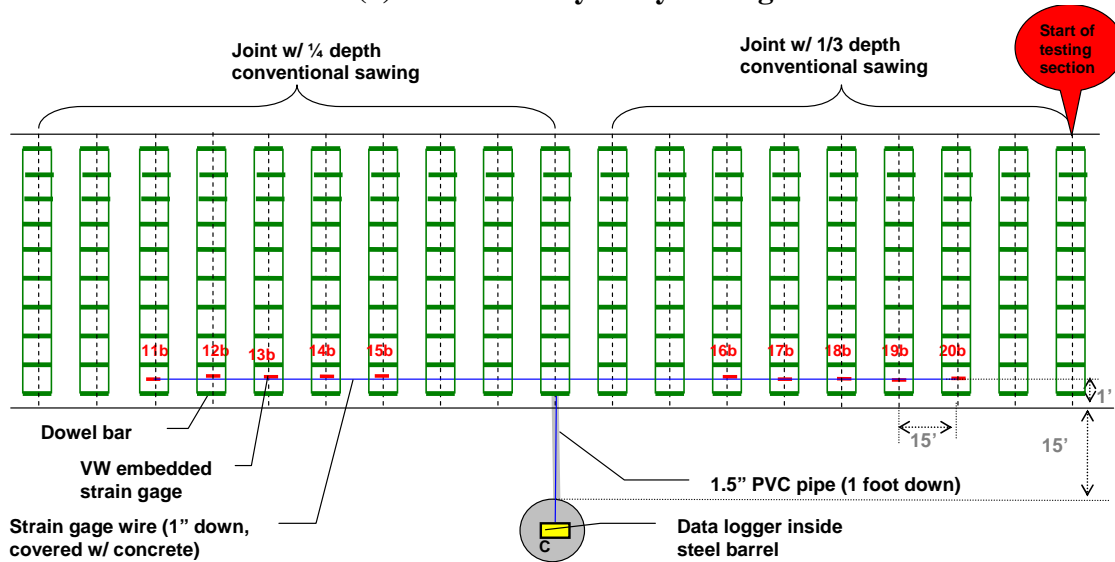 Joint w/ ¼ depth
conventional sawing
Joint w/ 1/3 depth
conventional sawing
Start of
testing
section
11b
12b
13b
14b
15b
16b
17b
18b
19b
20b
1'
15'
15'
Dowel bar
VW embedded
strain gage
Strain gage wire (1” down,
covered w/ concrete)
1.5” PVC pipe (1 foot down)
Data logger inside
steel barrel
C